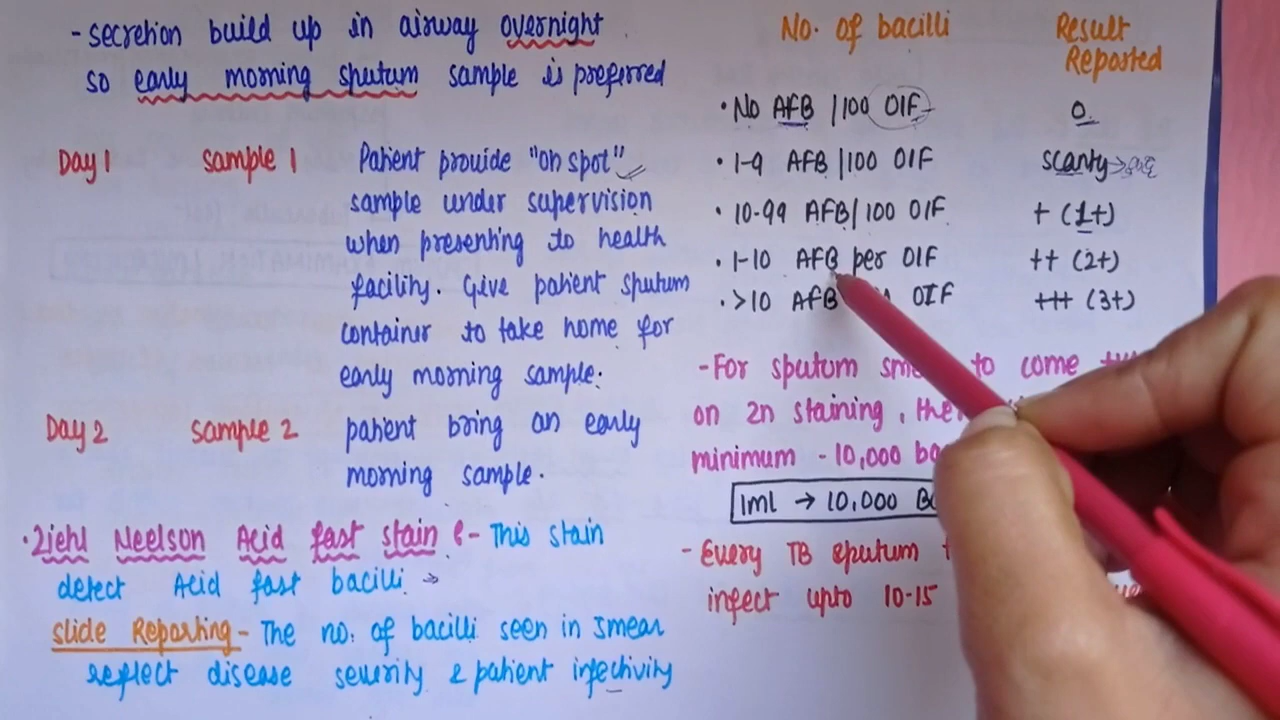 - secretion build up in airway overnight
so early morning sputum sample is preferred
Day 1 Sample 1 Patient provide "on spot"
sample under supervision
when presenting to health
facility. Give patient sputum
container to take home for
early morning sample.
Day 2 Sample 2 patient bring an early
morning sample.
• Ziehl Neelson Acid fast stain :- This stain
detect Acid fast bacilli →
Slide Reporting - The no. of bacilli seen in smear
reflect disease severity & patient infectivity
No. of bacilli Result Reported
• No AFB /100 OIF 0
• 1-9 AFB/100 OIF scanty →
• 10-99 AFB/100 OIF + (1+)
• 1-10 AFB per OIF ++ (2+)
• >10 AFB OIF +++ (3+)
- For sputum to come
on Zn staining,
minimum - 10,000
1ml → 10,000
- Every TB sputum
infect upto 10-15